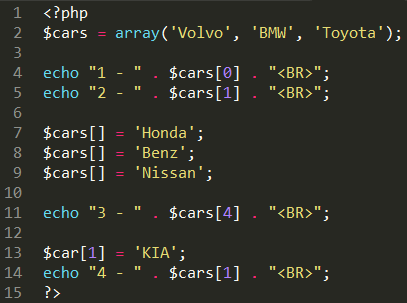 1 <?php
2 $cars = array('Volvo', 'BMW', 'Toyota');
3
4 echo "1 - " . $cars[0] . "<BR>";
5 echo "2 - " . $cars[1] . "<BR>";
6
7 $cars[] = 'Honda';
8 $cars[] = 'Benz';
9 $cars[] = 'Nissan';
10
11 echo "3 - " . $cars[4] . "<BR>";
12
13 $car[1] = 'KIA';
14 echo "4 - " . $cars[1] . "<BR>";
15 ?>